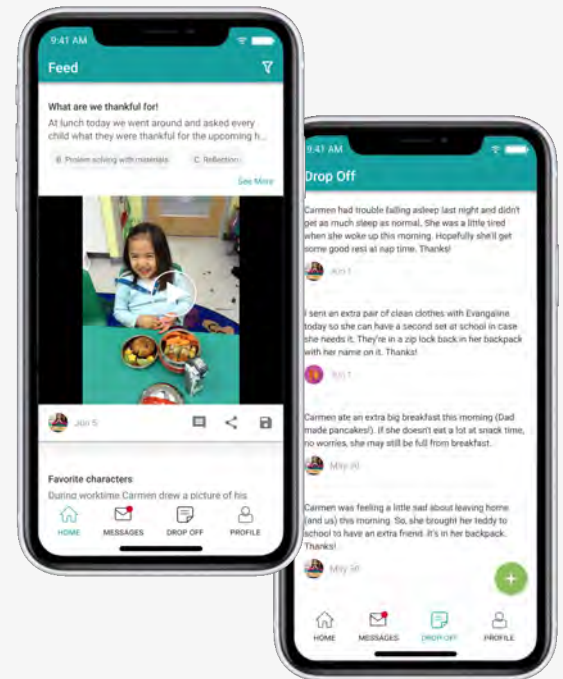 9:41 AM
Feed
What are we thankful for!
At lunch today we went around and asked every
child what they were thankful for the upcoming h...
B. Problem solving with materials
C. Reflection
See More
Jun 5
Favorite characters
During worktime Carmen drew a picture of his
HOME
MESSAGES
DROP OFF
PROFILE
9:41 AM
Drop Off
Carmen had trouble falling asleep last night and didn't
get as much sleep as normal. She was a little tired
when she woke up this morning. Hopefully she'll get
some good rest at nap time. Thanks!
Jun 1
I sent an extra pair of clean clothes with Evangaline
today so she can have a second set at school in case
she needs it. They're in a zip lock back in her backpack
with her name on it. Thanks!
Jun 1
Carmen ate an extra big breakfast this morning (Dad
made pancakes!). If she doesn't eat a lot at snack time,
no worries, she may still be full from breakfast.
May 30
Carmen was feeling a little sad about leaving home
(and us) this morning. So, she brought her teddy to
school to have an extra friend. It's in her backpack.
Thanks!
May 30
HOME
MESSAGES
DROP OFF
PROFILE